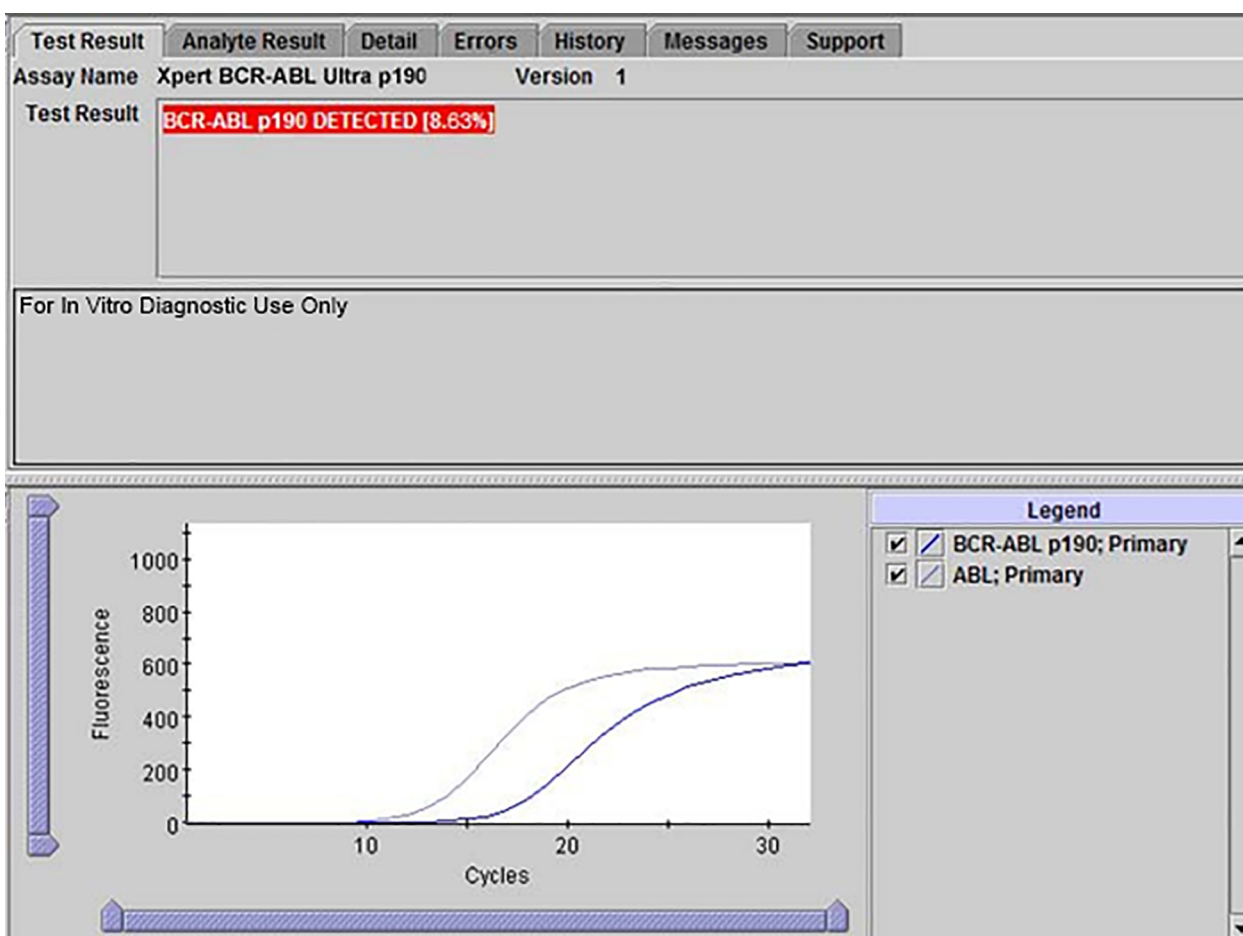 Test Result Analyte Result Detail Errors History Messages Support
Assay Name Xpert BCR-ABL Ultra p190 Version 1
Test Result BCR-ABL p190 DETECTED [8.63%]
For In Vitro Diagnostic Use Only
Legend
BCR-ABL p190; Primary
ABL; Primary
Fluorescence
1000
800
600
400
200
0
10 20 30
Cycles